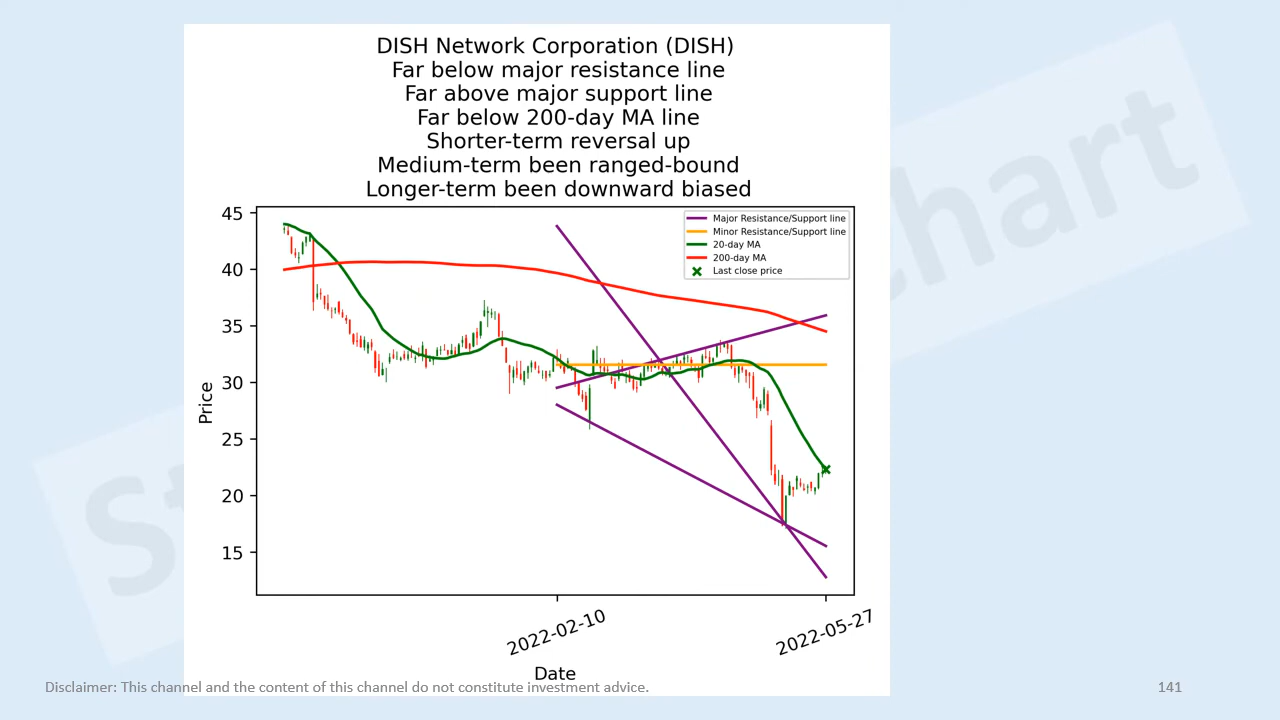 DISH Network Corporation (DISH)
Far below major resistance line
Far above major support line
Far below 200-day MA line
Shorter-term reversal up
Medium-term been ranged-bound
Longer-term been downward biased
Major Resistance/Support line
Minor Resistance/Support line
20-day MA
200-day MA
Last close price
45
40
35
30
25
20
15
Price
2022-02-10
2022-05-27
Date
Disclaimer: This channel and the content of this channel do not constitute investment advice.
141
St
chart